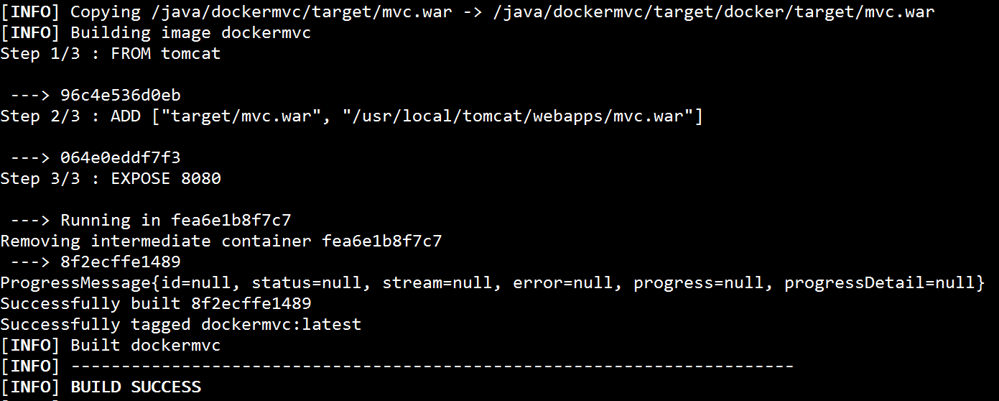 [INFO] Copying /java/dockermvc/target/mvc.war -> /java/dockermvc/target/docker/target/mvc.war
[INFO] Building image dockermvc
Step 1/3 : FROM tomcat
 ---> 96c4e536d0eb
Step 2/3 : ADD ["target/mvc.war", "/usr/local/tomcat/webapps/mvc.war"]
 ---> 064e0eddf7f3
Step 3/3 : EXPOSE 8080
 ---> Running in fea6e1b8f7c7
Removing intermediate container fea6e1b8f7c7
 ---> 8f2ecffe1489
ProgressMessage{id=null, status=null, stream=null, error=null, progress=null, progressDetail=null}
Successfully built 8f2ecffe1489
Successfully tagged dockermvc:latest
[INFO] Built dockermvc
[INFO] ------------------------------------------------------------------------
[INFO] BUILD SUCCESS